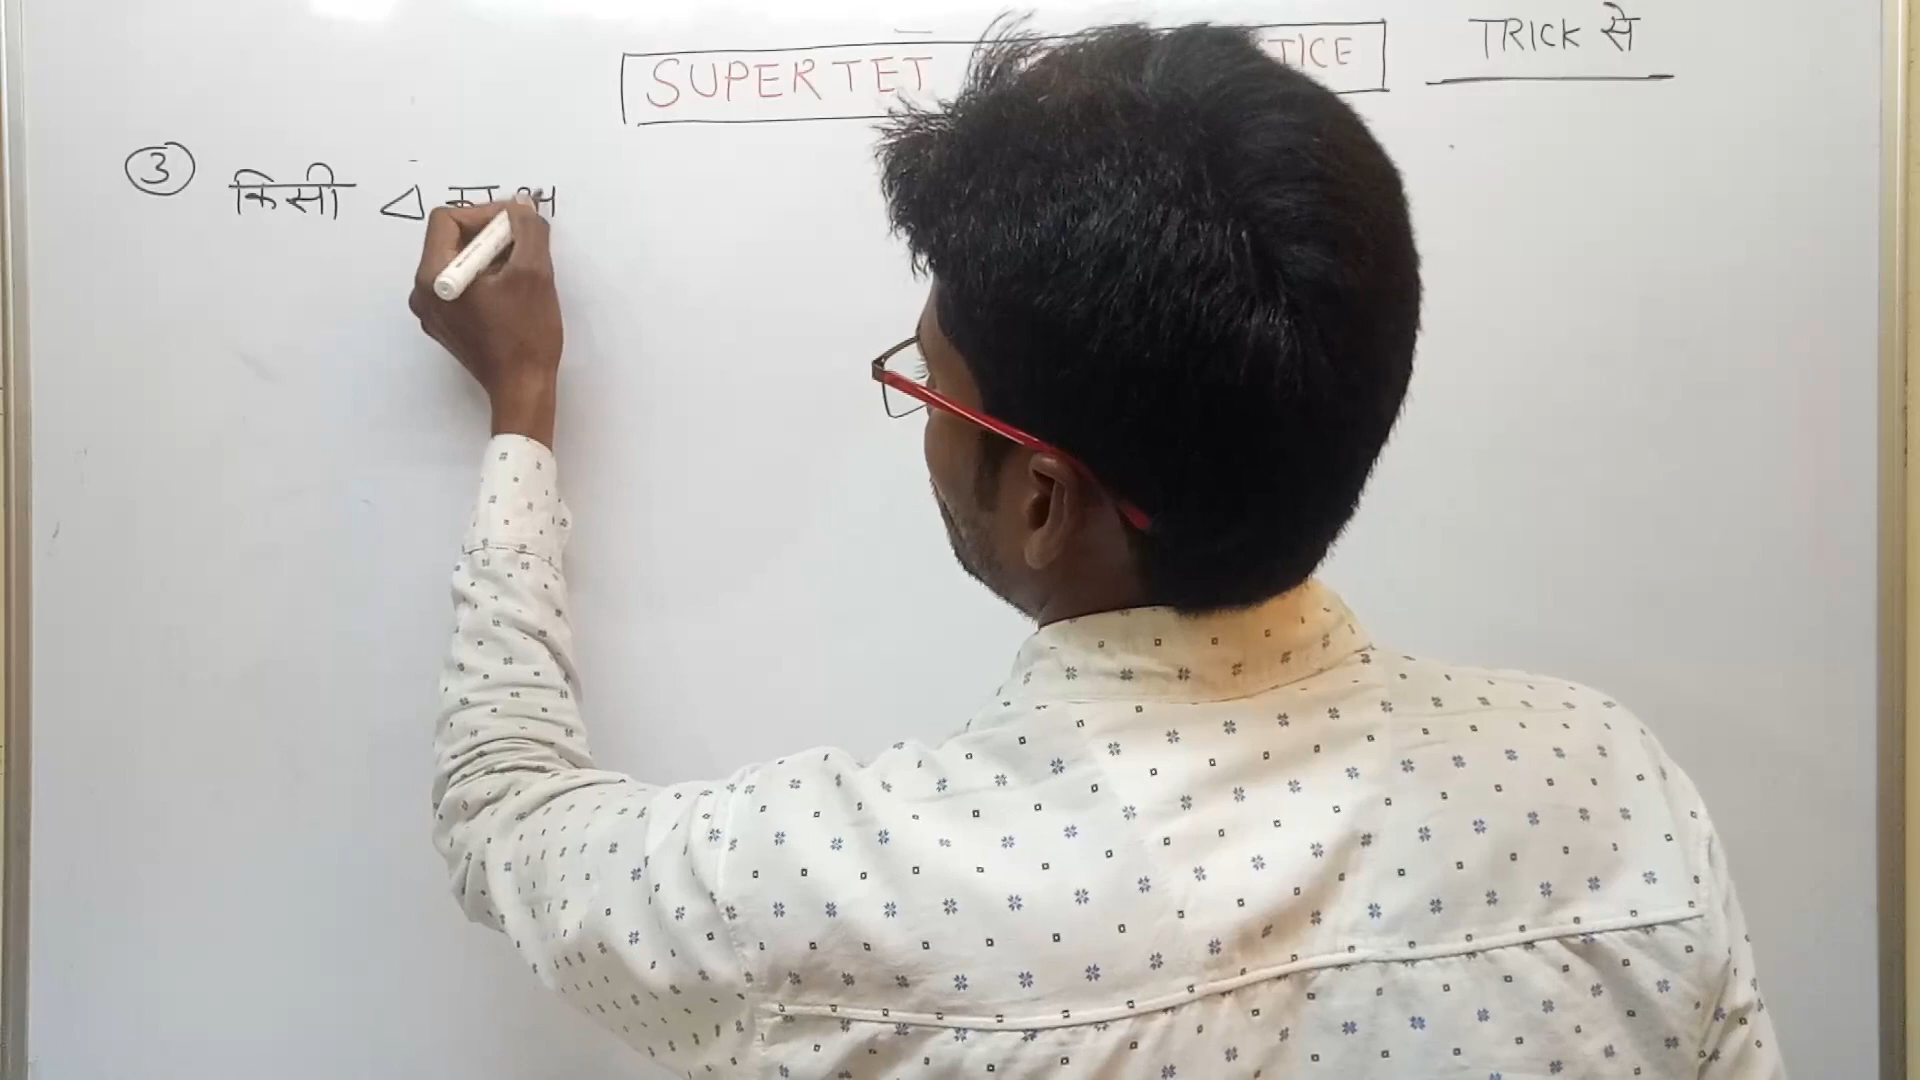 SUPERTET TICE
TRICK से
③ किसी △ का